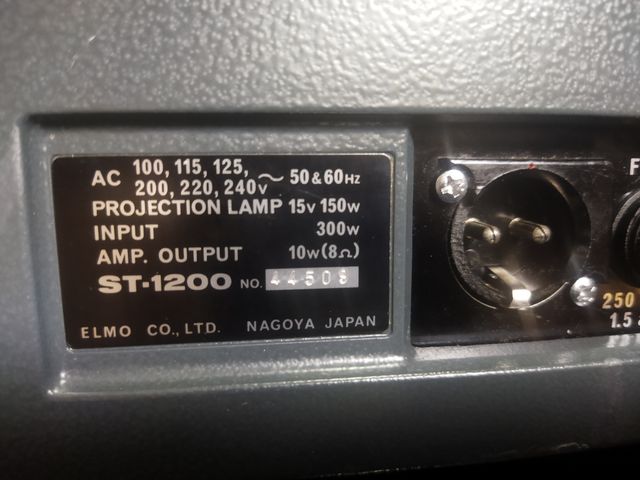 AC 100, 115, 125, 200, 220, 240V ~ 50 & 60Hz
PROJECTION LAMP 15V 150W
INPUT 300W
AMP. OUTPUT 10W (8Ω)
ST-1200 NO.
ELMO CO., LTD. NAGOYA JAPAN
F
250
1.5